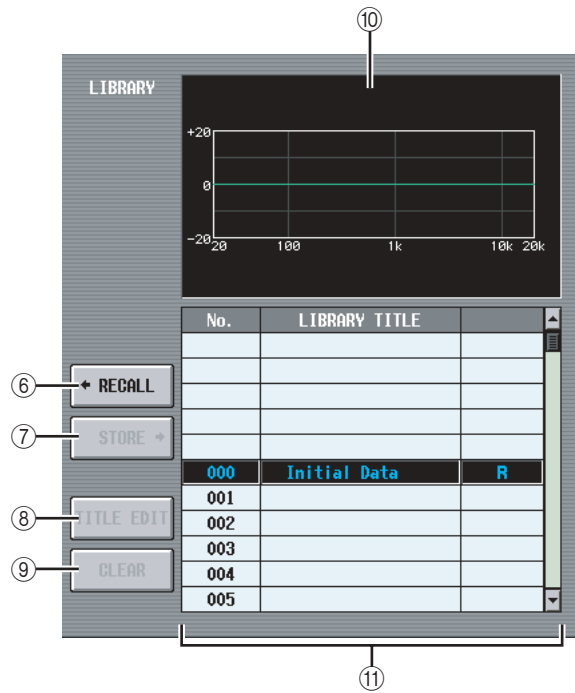 ⑩
LIBRARY
+20
0
-20
20 100 1k 10k 20k
No. LIBRARY TITLE
⑥ ← RECALL
⑦ STORE →
000 Initial Data R
001
⑧ TITLE EDIT
002
003
⑨ CLEAR
004
005
⑪